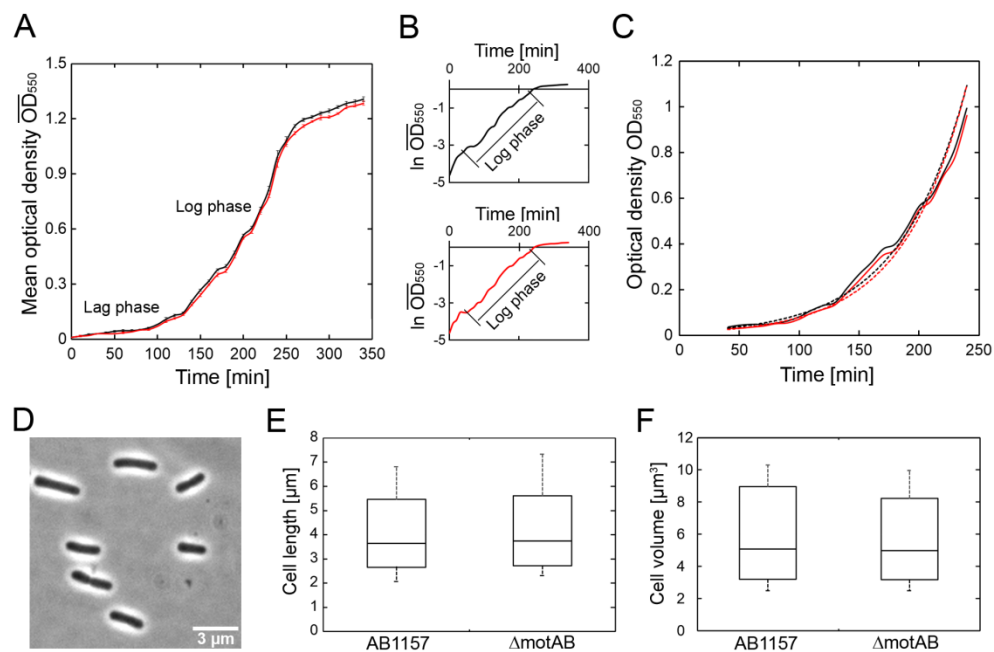 A
Mean optical density OD550
1.5
1.2
0.9
0.6
0.3
0
Log phase
Lag phase
0 50 100 150 200 250 300 350
Time [min]
B
Time [min]
0 200 400
ln OD550
-1
-3
-5
Log phase
Time [min]
0 200 400
ln OD550
-1
-3
-5
Log phase
C
Optical density OD550
1.2
1
0.8
0.6
0.4
0.2
0
0 50 100 150 200 250
Time [min]
D
3 µm
E
Cell length [µm]
8
7
6
5
4
3
2
1
0
AB1157 ΔmotAB
F
Cell volume [µm³]
12
10
8
6
4
2
0
AB1157 ΔmotAB